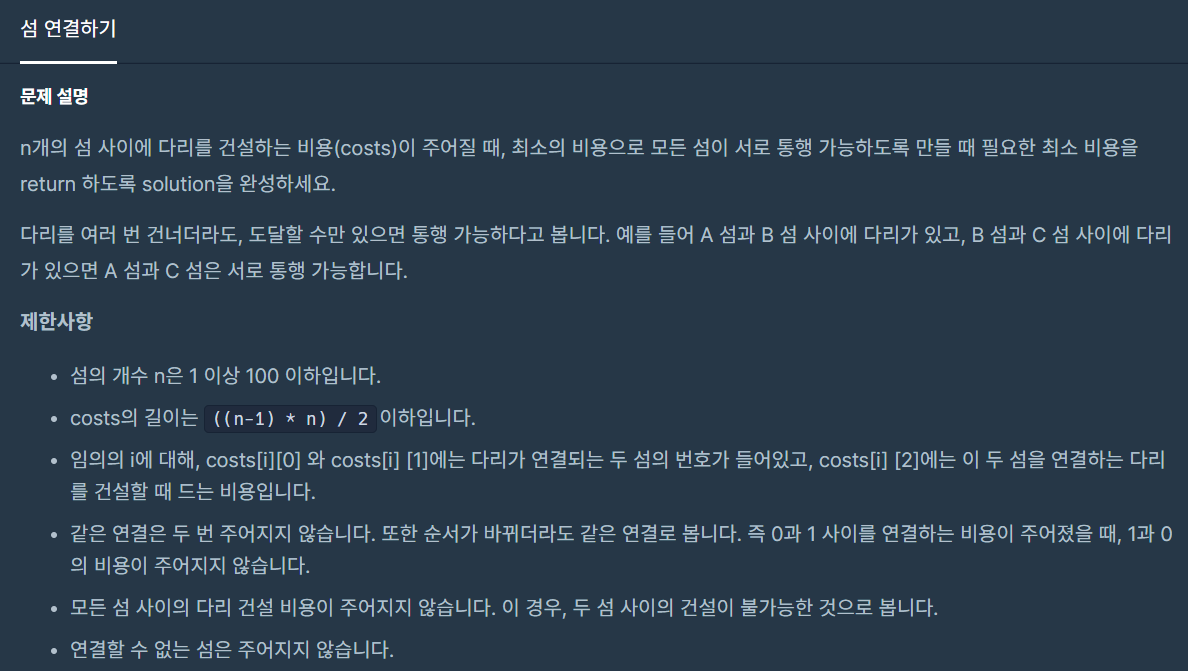 섬 연결하기
문제 설명
n개의 섬 사이에 다리를 건설하는 비용(costs)이 주어질 때, 최소의 비용으로 모든 섬이 서로 통행 가능하도록 만들 때 필요한 최소 비용을
return 하도록 solution을 완성하세요.
다리를 여러 번 건너더라도, 도달할 수만 있으면 통행 가능하다고 봅니다. 예를 들어 A 섬과 B 섬 사이에 다리가 있고, B 섬과 C 섬 사이에 다리
가 있으면 A 섬과 C 섬은 서로 통행 가능합니다.
제한사항
• 섬의 개수 n은 1 이상 100 이하입니다.
• costs의 길이는 ((n-1) * n) / 2 이하입니다.
• 임의의 i에 대해, costs[i][0] 와 costs[i] [1]에는 다리가 연결되는 두 섬의 번호가 들어있고, costs[i] [2]에는 이 두 섬을 연결하는 다리
를 건설할 때 드는 비용입니다.
• 같은 연결은 두 번 주어지지 않습니다. 또한 순서가 바뀌더라도 같은 연결로 봅니다. 즉 0과 1 사이를 연결하는 비용이 주어졌을 때, 1과 0
의 비용이 주어지지 않습니다.
• 모든 섬 사이의 다리 건설 비용이 주어지지 않습니다. 이 경우, 두 섬 사이의 건설이 불가능한 것으로 봅니다.
• 연결할 수 없는 섬은 주어지지 않습니다.